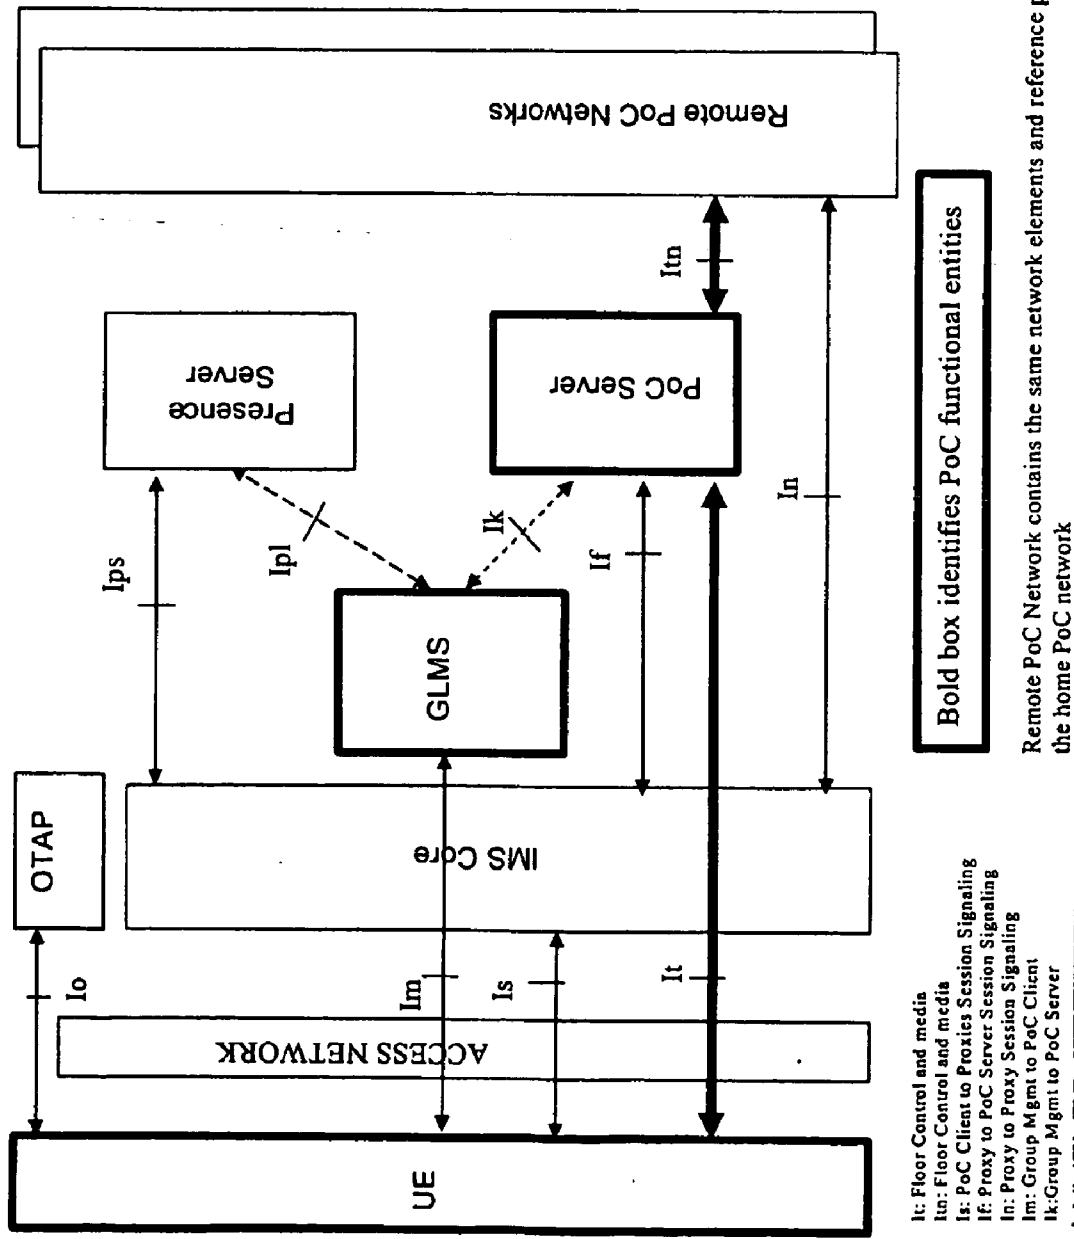 OTAP
Io
Ips
Presence
Server
Ipl
GLMS
Ik
If
PoC Server
Itn
Remote PoC Networks
IMS Core
Im
Is
It
In
ACCESS NETWORK
UE
Bold box identifies PoC functional entities
Remote PoC Network contains the same network elements and reference
the home PoC network
It: Floor Control and media
Itn: Floor Control and media
Is: PoC Client to Proxies Session Signaling
If: Proxy to PoC Server Session Signaling
In: Proxy to Proxy Session Signaling
Im: Group Mgmt to PoC Client
Ik:Group Mgmt to PoC Server